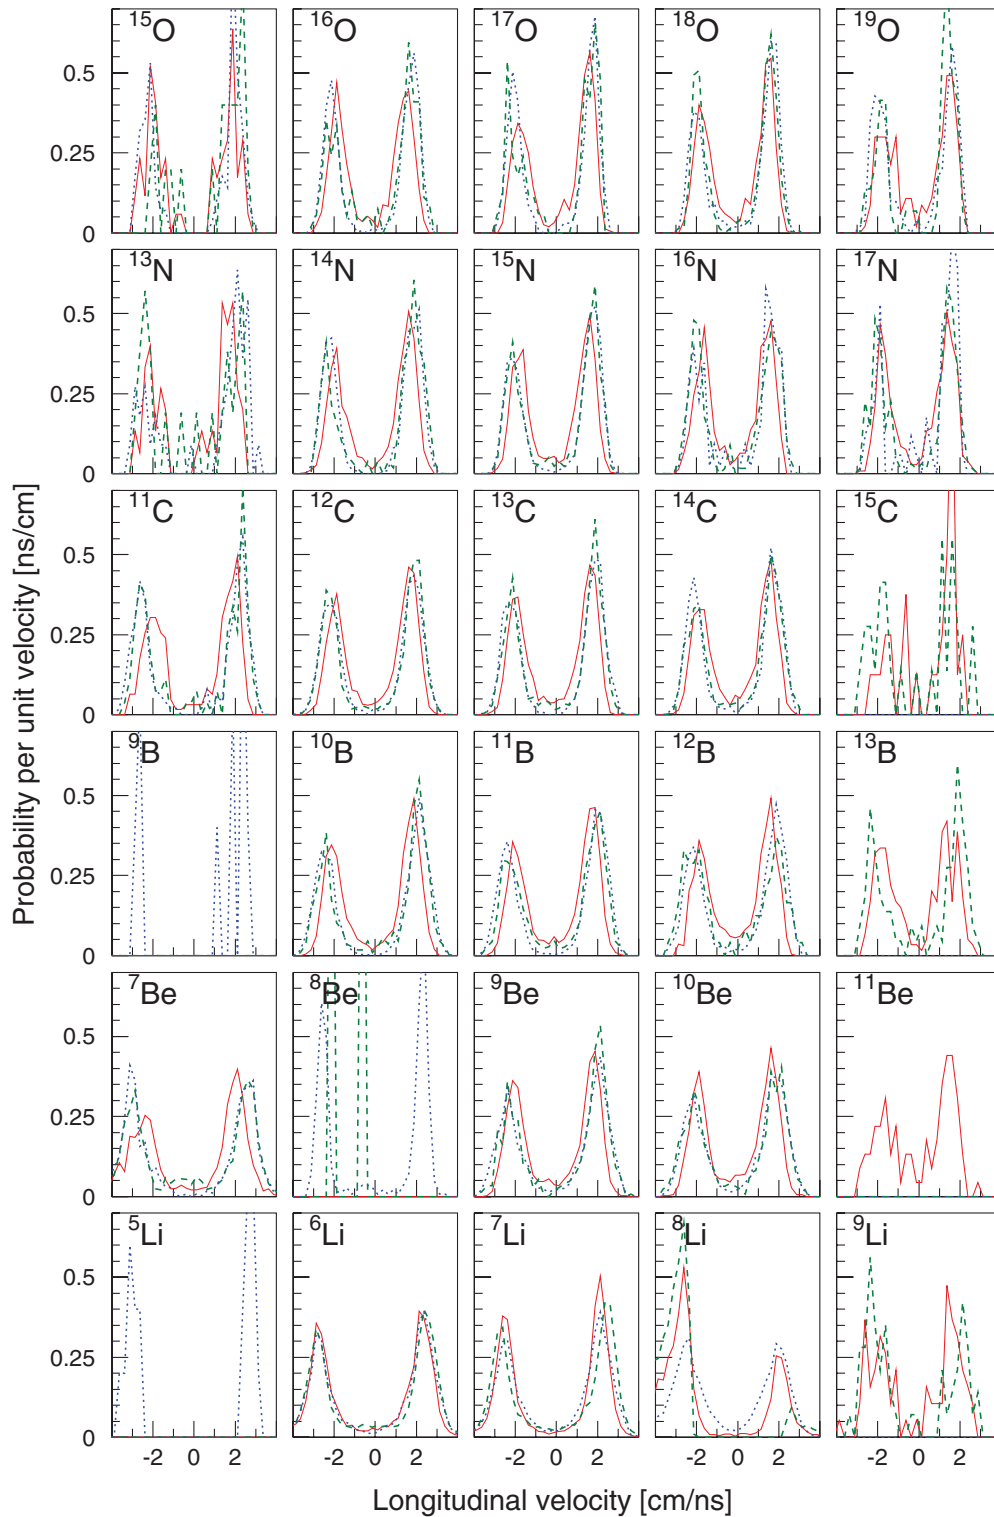 15O 16O 17O 18O 19O
0.5
0.25
0
13N 14N 15N 16N 17N
0.5
0.25
0
11C 12C 13C 14C 15C
0.5
0.25
0
9B 10B 11B 12B 13B
0.5
0.25
0
7Be 8Be 9Be 10Be 11Be
0.5
0.25
0
5Li 6Li 7Li 8Li 9Li
0.5
0.25
0
-2 0 2 -2 0 2 -2 0 2 -2 0 2 -2 0 2
Probability per unit velocity [ns/cm]
Longitudinal velocity [cm/ns]